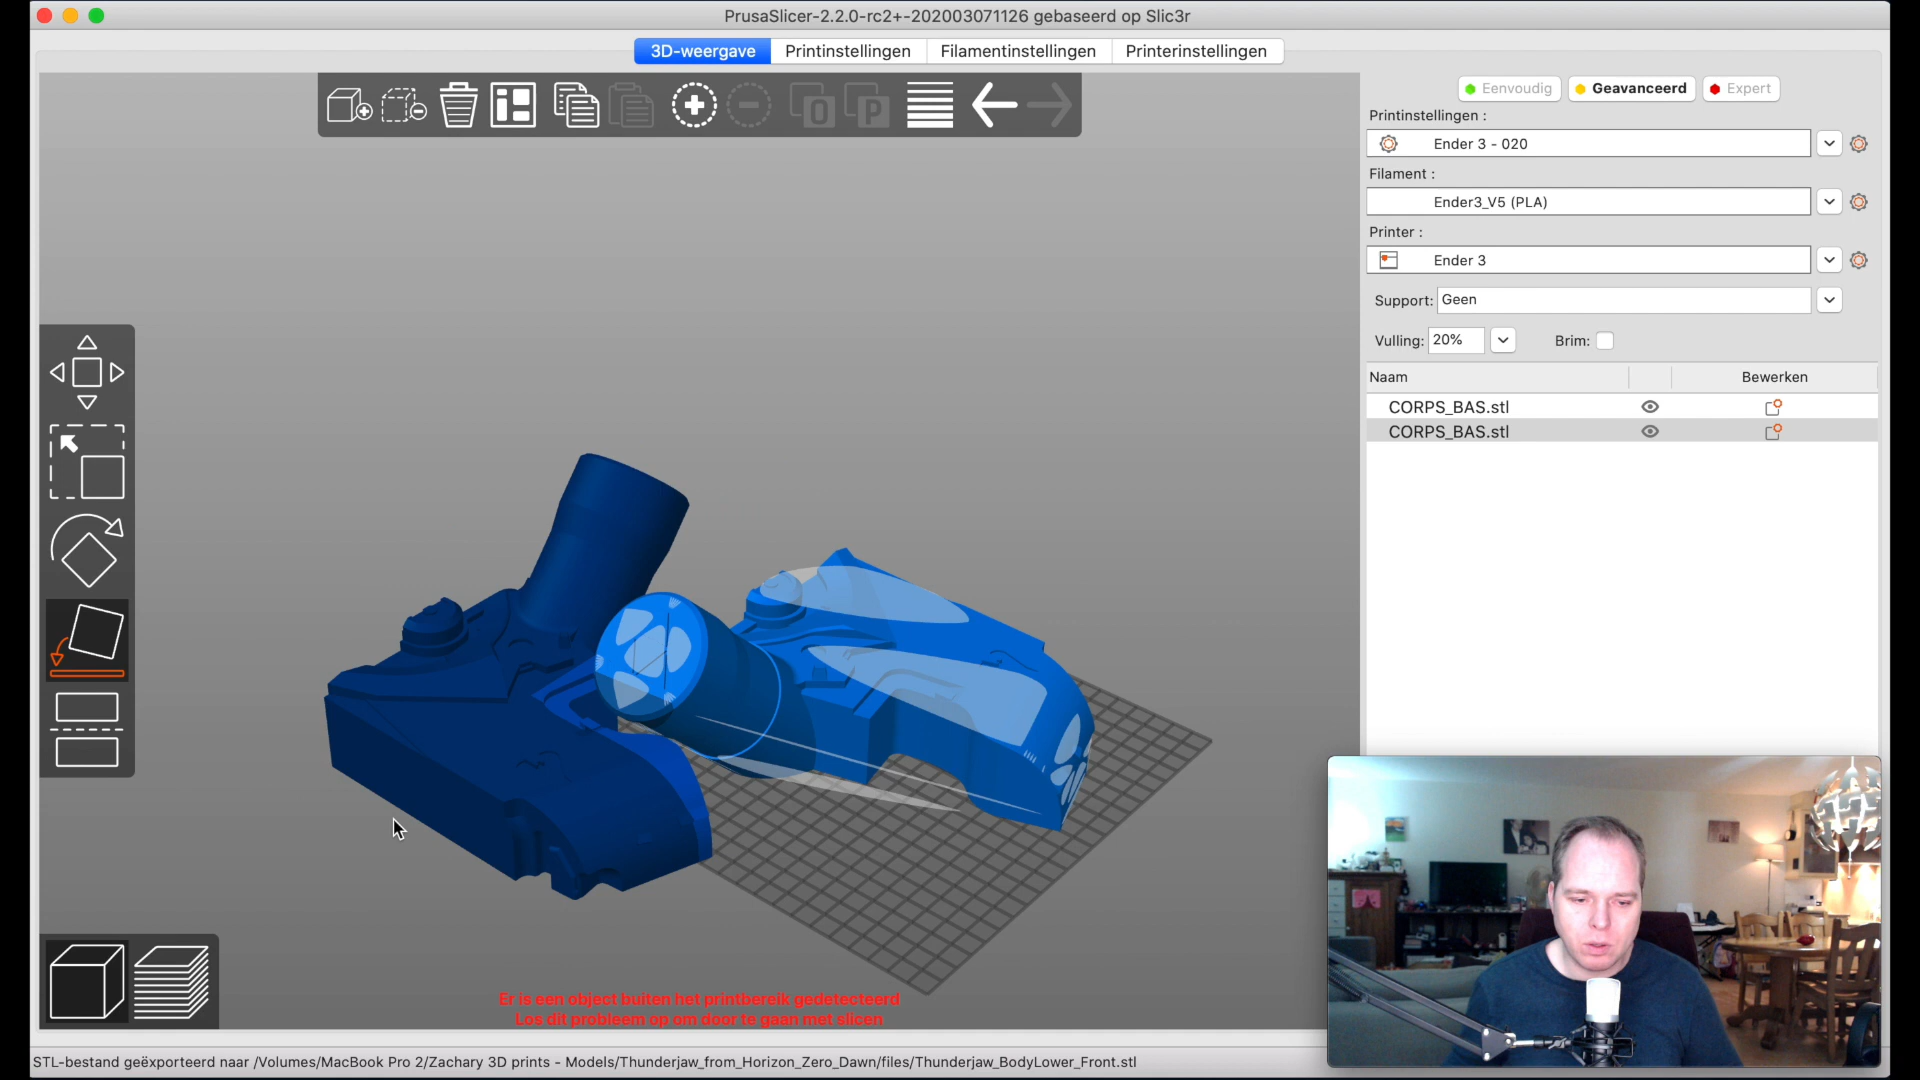 PrusaSlicer-2.2.0-rc2+-202003071126 gebaseerd op Slic3r
3D-weergave
Printinstellingen
Filamentinstellingen
Printerinstellingen
Eenvoudig
Geavanceerd
Expert
Printinstellingen :
Ender 3 - 020
Filament :
Ender3_V5 (PLA)
Printer :
Ender 3
Support: Geen
Vulling: 20%
Brim:
Naam
Bewerken
CORPS_BAS.stl
CORPS_BAS.stl
Er is een object buiten het printbereik gedetecteerd
Los dit probleem op om door te gaan met slicen
STL-bestand geëxporteerd naar /Volumes/MacBook Pro 2/Zachary 3D prints - Models/Thunderjaw_from_Horizon_Zero_Dawn/files/Thunderjaw_BodyLower_Front.stl